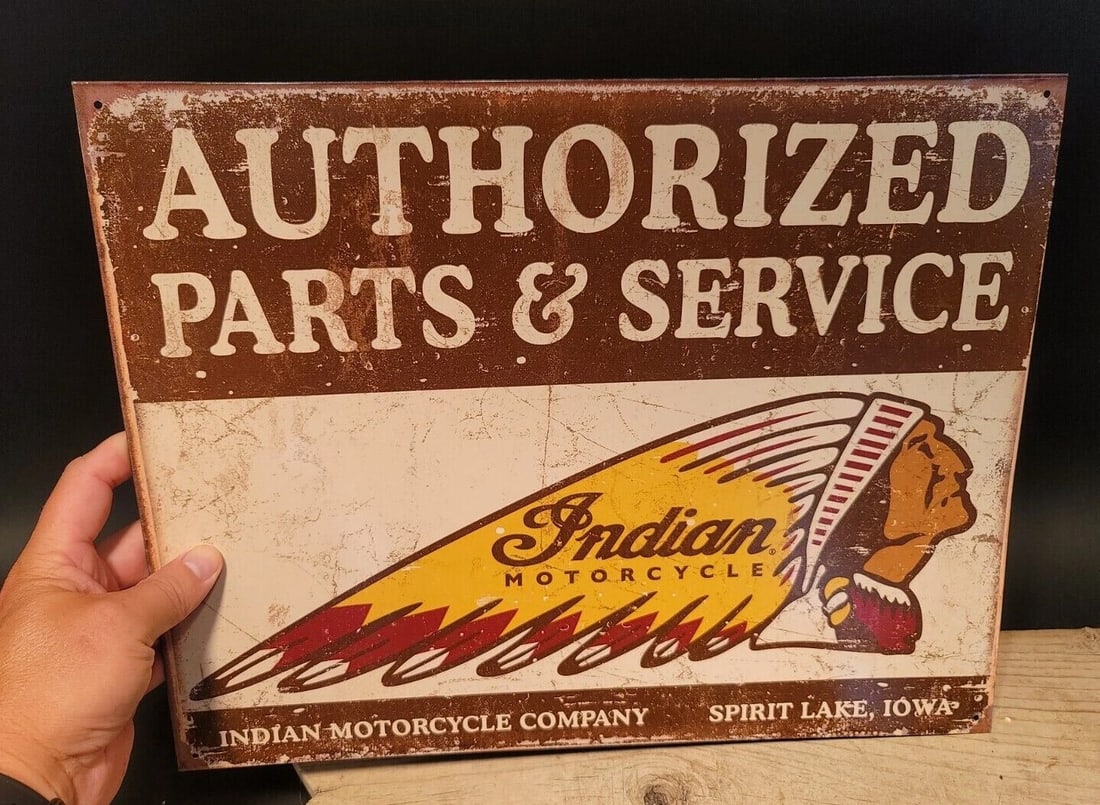 AUTHORIZED
PARTS & SERVICE
Indian
MOTORCYCLE
INDIAN MOTORCYCLE COMPANY SPIRIT LAKE, IOWA